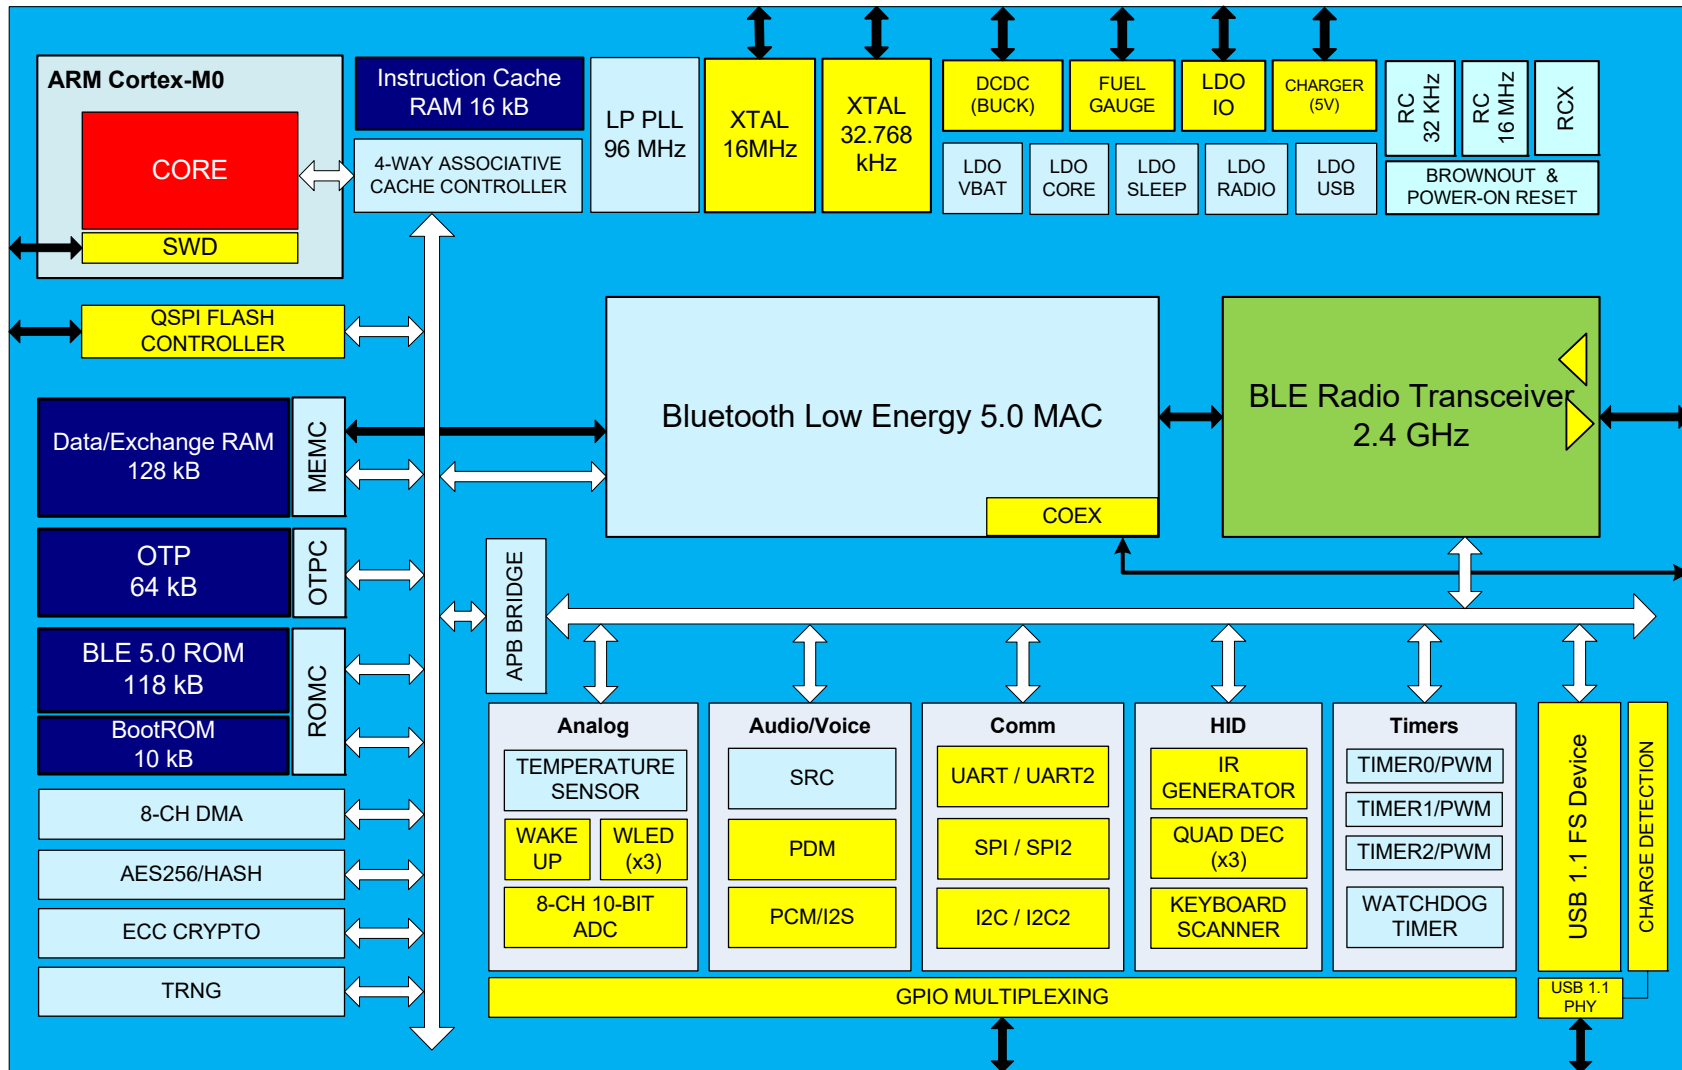 ARM Cortex-M0
CORE
SWD
Instruction Cache
RAM 16 kB
4-WAY ASSOCIATIVE
CACHE CONTROLLER
LP PLL
96 MHz
XTAL
16MHz
XTAL
32.768
kHz
DCDC
(BUCK)
FUEL
GAUGE
LDO
IO
CHARGER
(5V)
LDO
VBAT
LDO
CORE
LDO
SLEEP
LDO
RADIO
LDO
USB
RC
32 KHz
RC
16 MHz
RCX
BROWNOUT &
POWER-ON RESET
QSPI FLASH
CONTROLLER
Data/Exchange RAM
128 kB
MEMC
OTP
64 kB
OTPC
BLE 5.0 ROM
118 kB
BootROM
10 kB
ROMC
8-CH DMA
AES256/HASH
ECC CRYPTO
TRNG
Bluetooth Low Energy 5.0 MAC
COEX
BLE Radio Transceiver
2.4 GHz
APB BRIDGE
Analog
TEMPERATURE
SENSOR
WAKE
UP
WLED
(x3)
8-CH 10-BIT
ADC
Audio/Voice
SRC
PDM
PCM/I2S
Comm
UART / UART2
SPI / SPI2
I2C / I2C2
HID
IR
GENERATOR
QUAD DEC
(x3)
KEYBOARD
SCANNER
Timers
TIMER0/PWM
TIMER1/PWM
TIMER2/PWM
WATCHDOG
TIMER
USB 1.1 FS Device
CHARGE DETECTION
USB 1.1
PHY
GPIO MULTIPLEXING